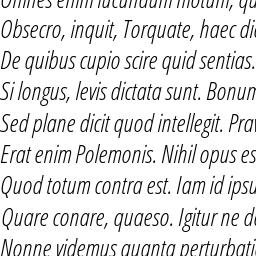 Omnes enim iucundum motum, qu
Obsecro, inquit, Torquate, haec di
De quibus cupio scire quid sentias.
Si longus, levis dictata sunt. Bonum
Sed plane dicit quod intellegit. Prav
Erat enim Polemonis. Nihil opus es
Quod totum contra est. Iam id ipsu
Quare conare, quaeso. Igitur ne d
Nonne videmus quanta perturbati